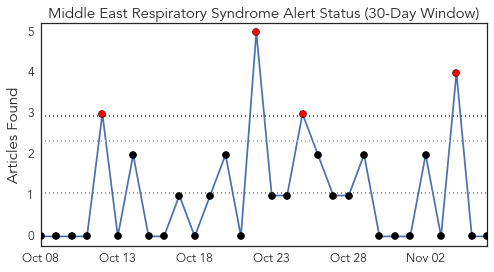 Middle East Respiratory Syndrome Alert Status (30-Day Window)
Articles Found
5
4
3
2
1
0
Oct 08 Oct 13 Oct 18 Oct 23 Oct 28 Nov 02